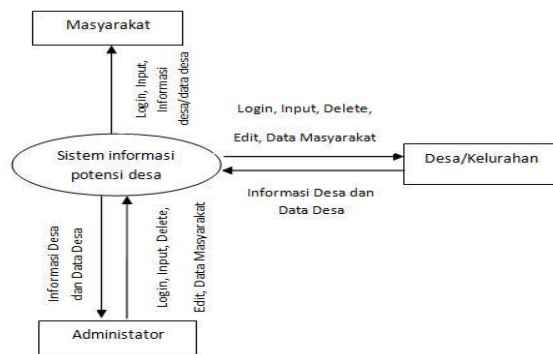 Masyarakat
Login, Input,
Informasi
desa/data desa
Login, Input, Delete,
Edit, Data Masyarakat
Sistem informasi
potensi desa
Desa/Kelurahan
Informasi Desa dan
Data Desa
Informasi Desa
dan Data Desa
Login, Input, Delete,
Edit, Data Masyarakat
Administator